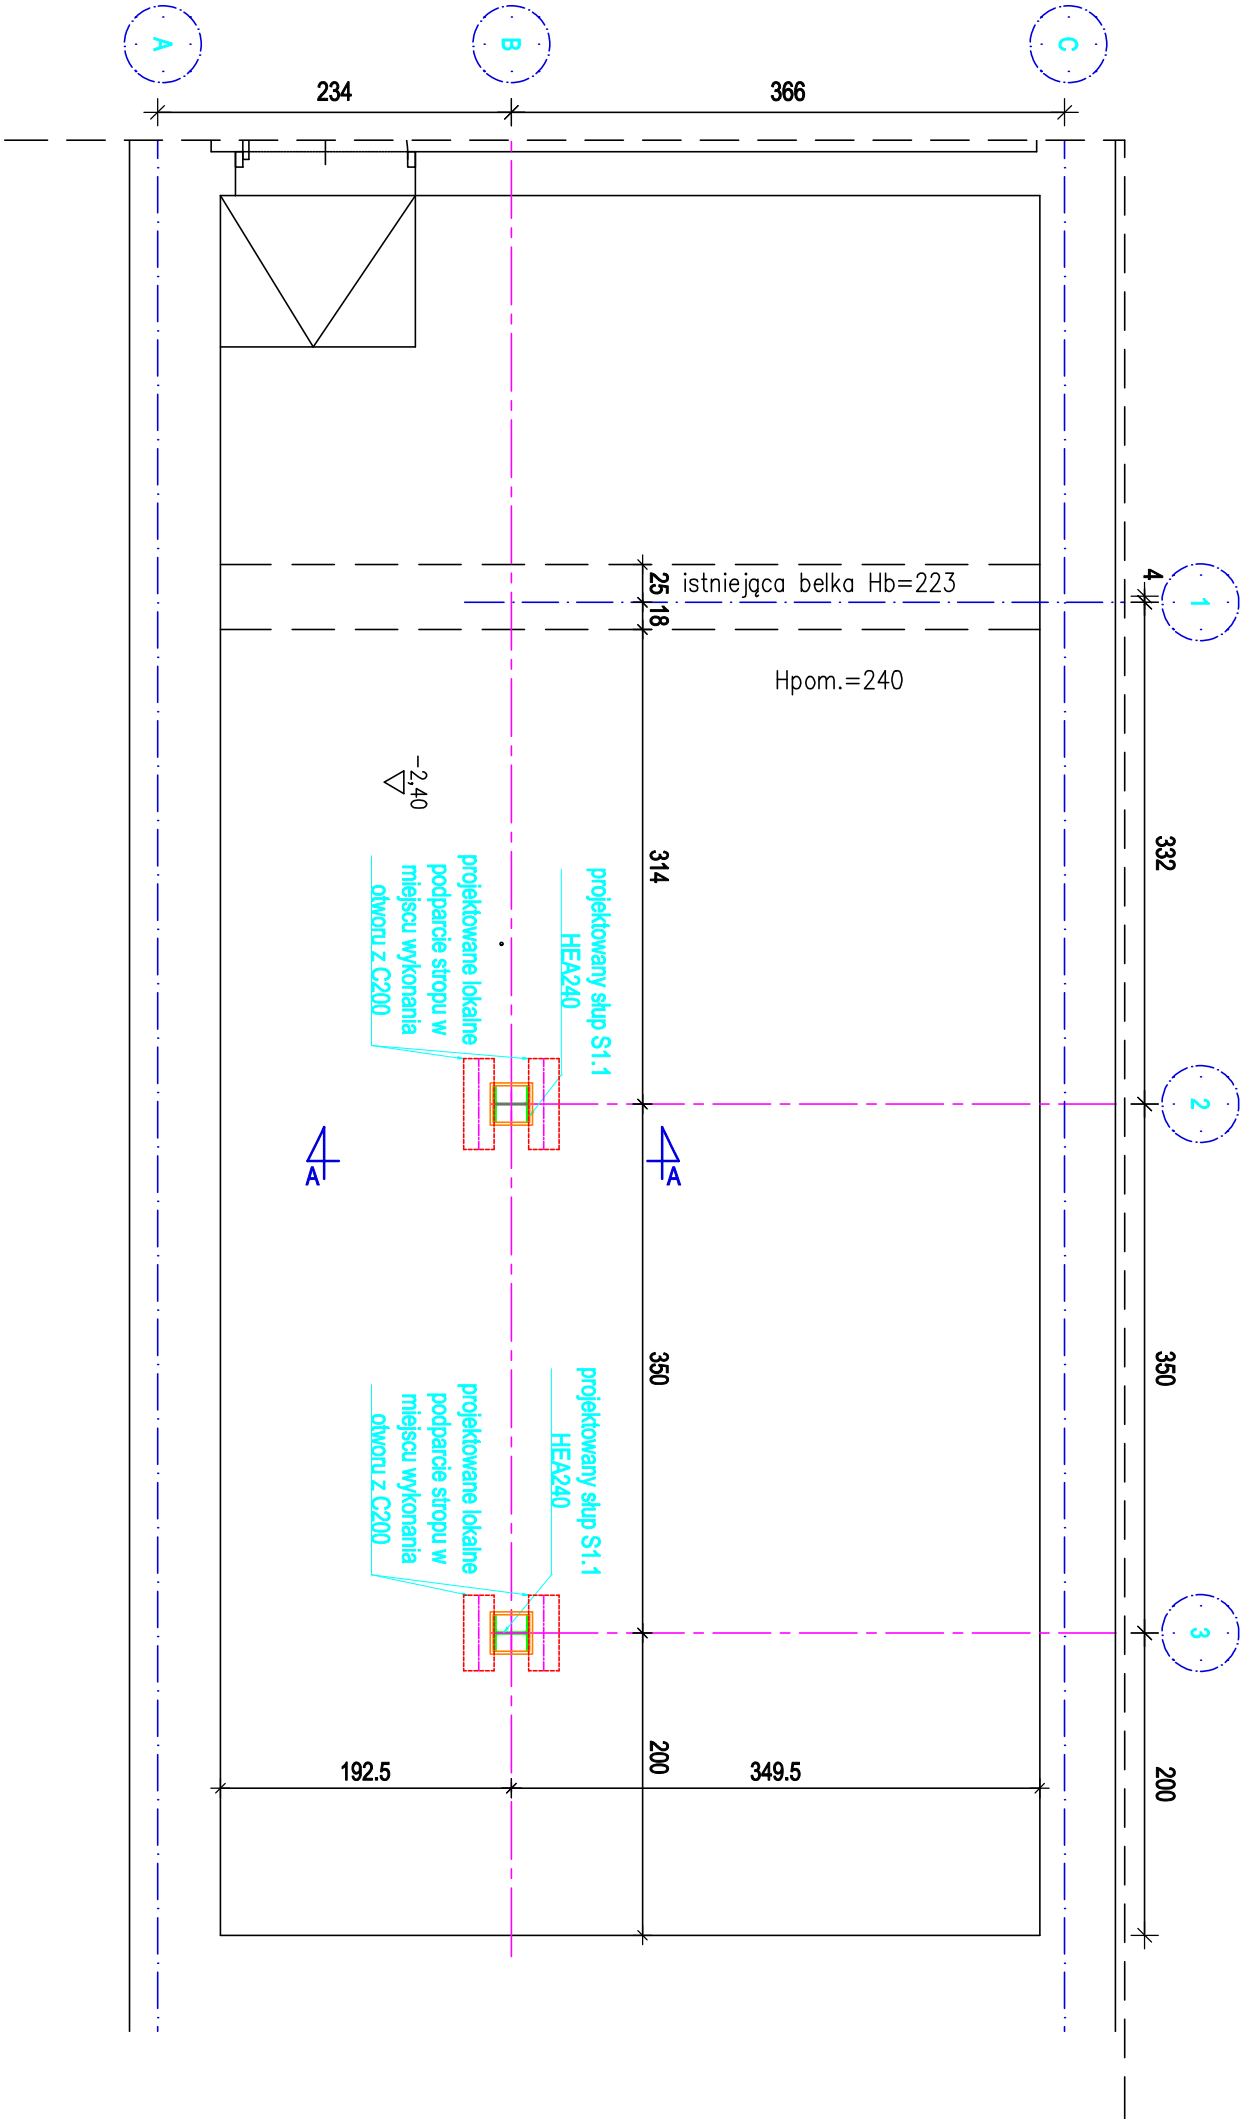 A
B
C
234
366
4
1
25
istniejąca belka Hb=223
18
Hpom.=240
-2,40
314
332
projektowane lokalne
podparcie stropu w
miejscu wykonania
otworu z C200
projektowany słup S1.1
HEA240
2
A
A
350
350
projektowane lokalne
podparcie stropu w
miejscu wykonania
otworu z C200
projektowany słup S1.1
HEA240
3
192.5
349.5
200
200